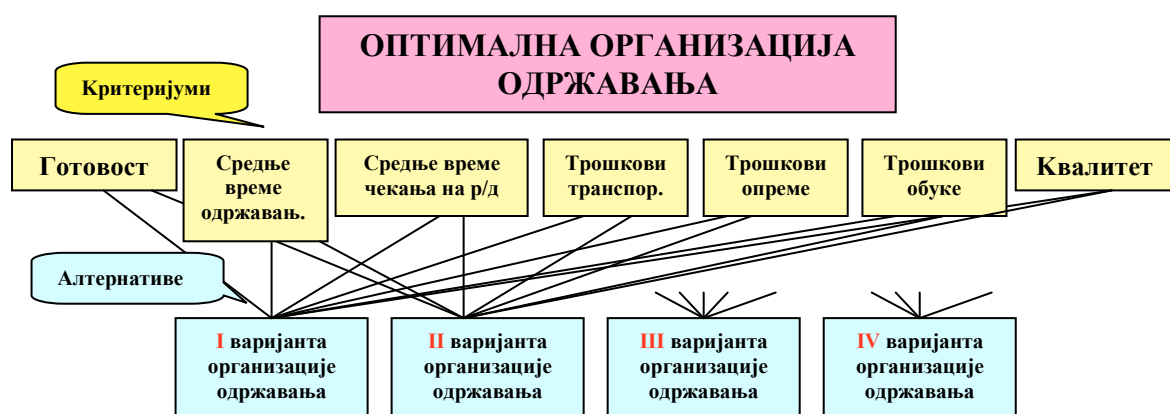 ОПТИМАЛНА ОРГАНИЗАЦИЈА
ОДРЖАВАЊА
Критеријуми
Готовост
Средње
време
одржавањ.
Средње време
чекања на р/д
Трошкови
транспор.
Трошкови
опреме
Трошкови
обуке
Квалитет
Алтернативе
I варијанта
организације
одржавања
II варијанта
организације
одржавања
III варијанта
организације
одржавања
IV варијанта
организације
одржавања